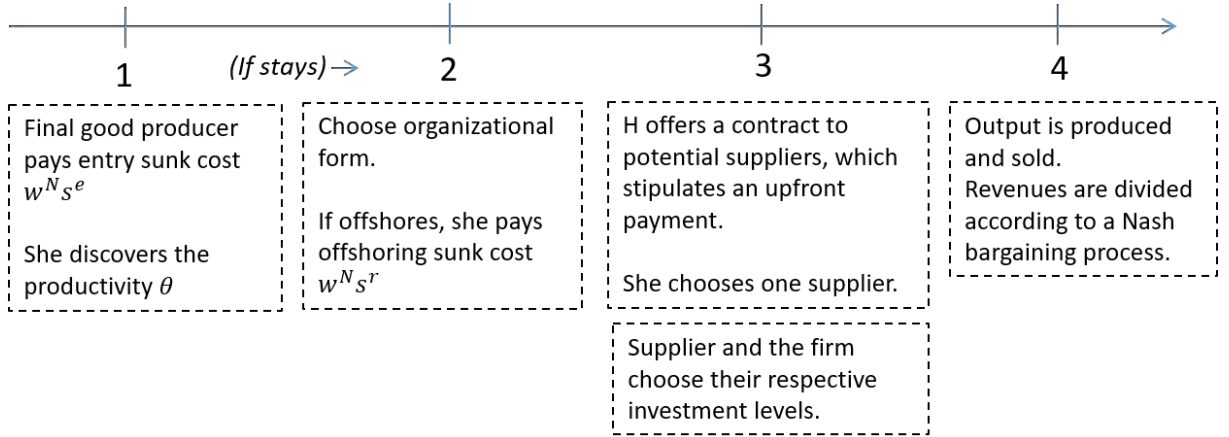 1
(If stays) →
2
3
4
Final good producer
pays entry sunk cost
w^N s^e
She discovers the
productivity θ
Choose organizational
form.
If offshores, she pays
offshoring sunk cost
w^N s^r
H offers a contract to
potential suppliers, which
stipulates an upfront
payment.
She chooses one supplier.
Supplier and the firm
choose their respective
investment levels.
Output is produced
and sold.
Revenues are divided
according to a Nash
bargaining process.